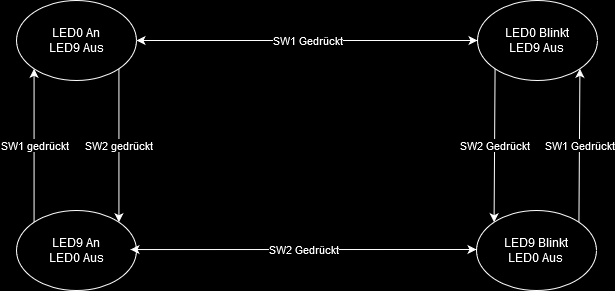 LED0 An
LED9 Aus
SW1 Gedrückt
LED0 Blinkt
LED9 Aus
SW1 gedrückt
SW2 gedrückt
SW2 Gedrückt
SW1 Gedrückt
LED9 An
LED0 Aus
SW2 Gedrückt
LED9 Blinkt
LED0 Aus